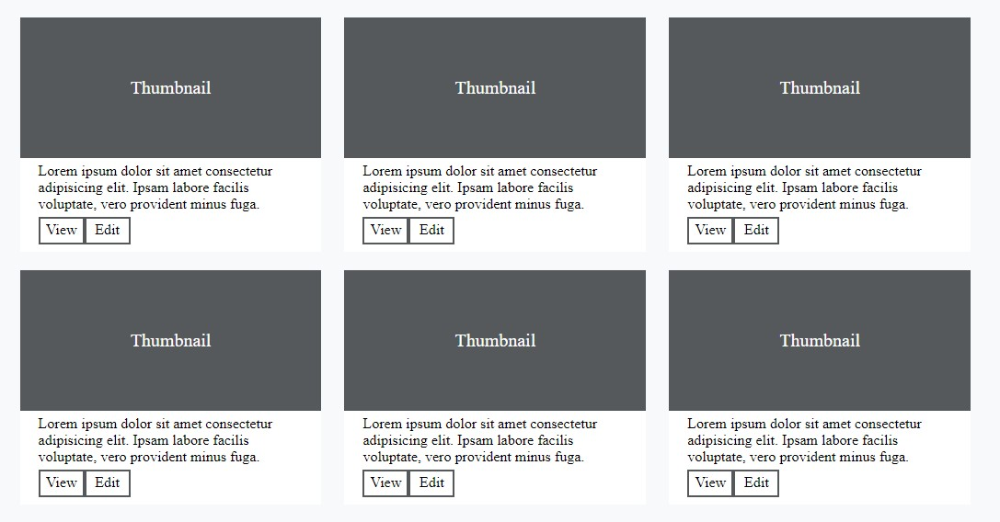 Thumbnail
Lorem ipsum dolor sit amet consectetur
adipisicing elit. Ipsam labore facilis
voluptate, vero provident minus fuga.
View Edit
Thumbnail
Lorem ipsum dolor sit amet consectetur
adipisicing elit. Ipsam labore facilis
voluptate, vero provident minus fuga.
View Edit
Thumbnail
Lorem ipsum dolor sit amet consectetur
adipisicing elit. Ipsam labore facilis
voluptate, vero provident minus fuga.
View Edit
Thumbnail
Lorem ipsum dolor sit amet consectetur
adipisicing elit. Ipsam labore facilis
voluptate, vero provident minus fuga.
View Edit
Thumbnail
Lorem ipsum dolor sit amet consectetur
adipisicing elit. Ipsam labore facilis
voluptate, vero provident minus fuga.
View Edit
Thumbnail
Lorem ipsum dolor sit amet consectetur
adipisicing elit. Ipsam labore facilis
voluptate, vero provident minus fuga.
View Edit